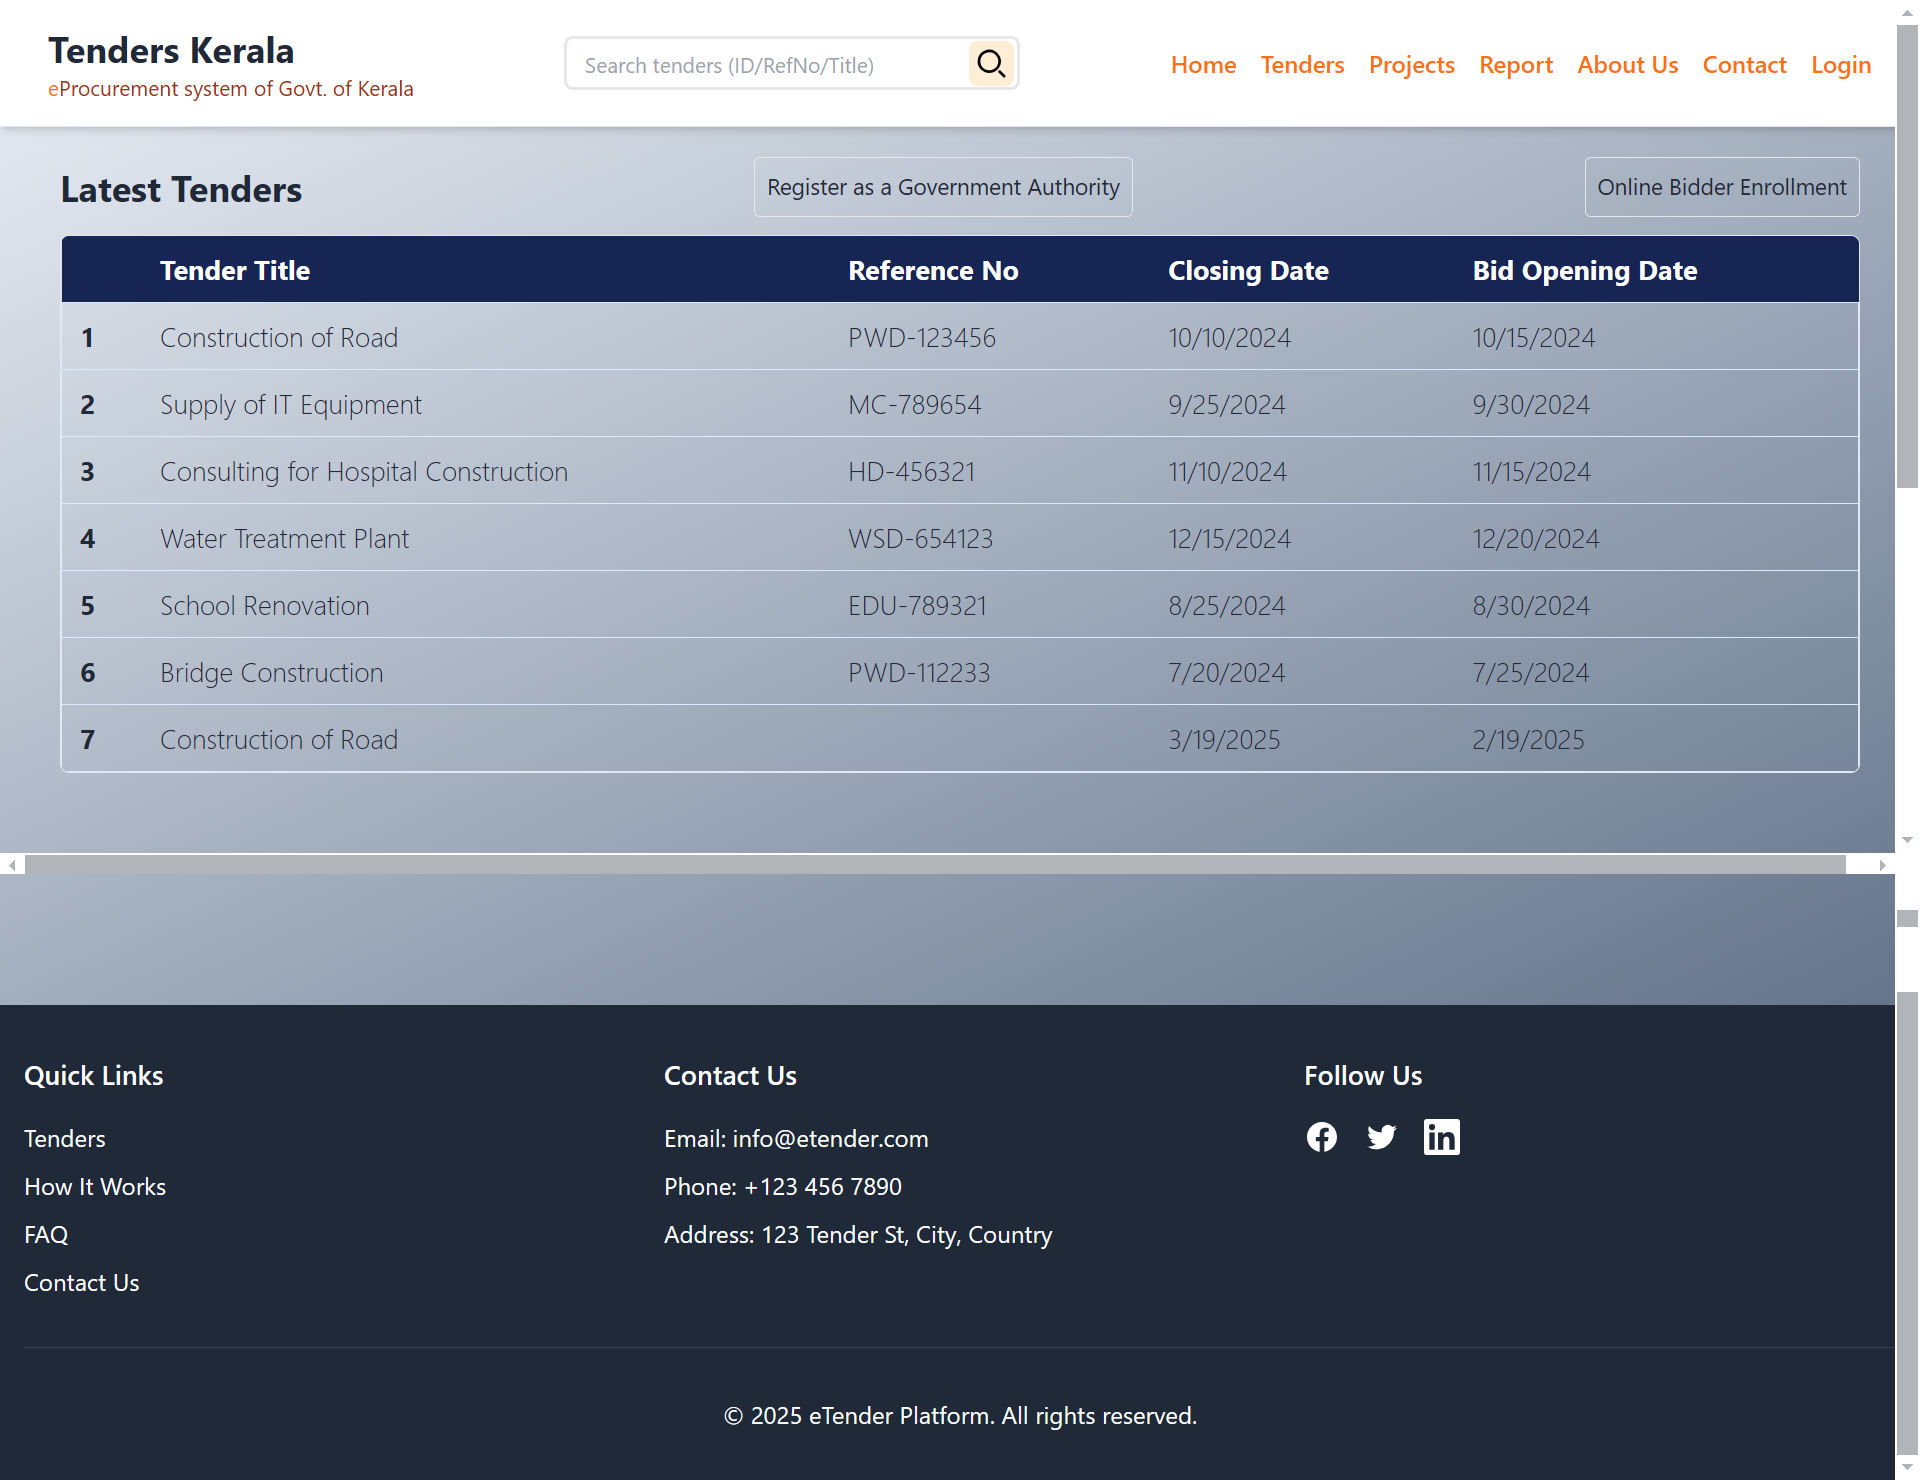 Tenders Kerala
eProcurement system of Govt. of Kerala
Search tenders (ID/RefNo/Title)
Home Tenders Projects Report About Us Contact Login
Latest Tenders
Register as a Government Authority
Online Bidder Enrollment
Tender Title Reference No Closing Date Bid Opening Date
1 Construction of Road PWD-123456 10/10/2024 10/15/2024
2 Supply of IT Equipment MC-789654 9/25/2024 9/30/2024
3 Consulting for Hospital Construction HD-456321 11/10/2024 11/15/2024
4 Water Treatment Plant WSD-654123 12/15/2024 12/20/2024
5 School Renovation EDU-789321 8/25/2024 8/30/2024
6 Bridge Construction PWD-112233 7/20/2024 7/25/2024
7 Construction of Road 3/19/2025 2/19/2025
Quick Links
Tenders
How It Works
FAQ
Contact Us
Contact Us
Email: info@etender.com
Phone: +123 456 7890
Address: 123 Tender St, City, Country
Follow Us
© 2025 eTender Platform. All rights reserved.